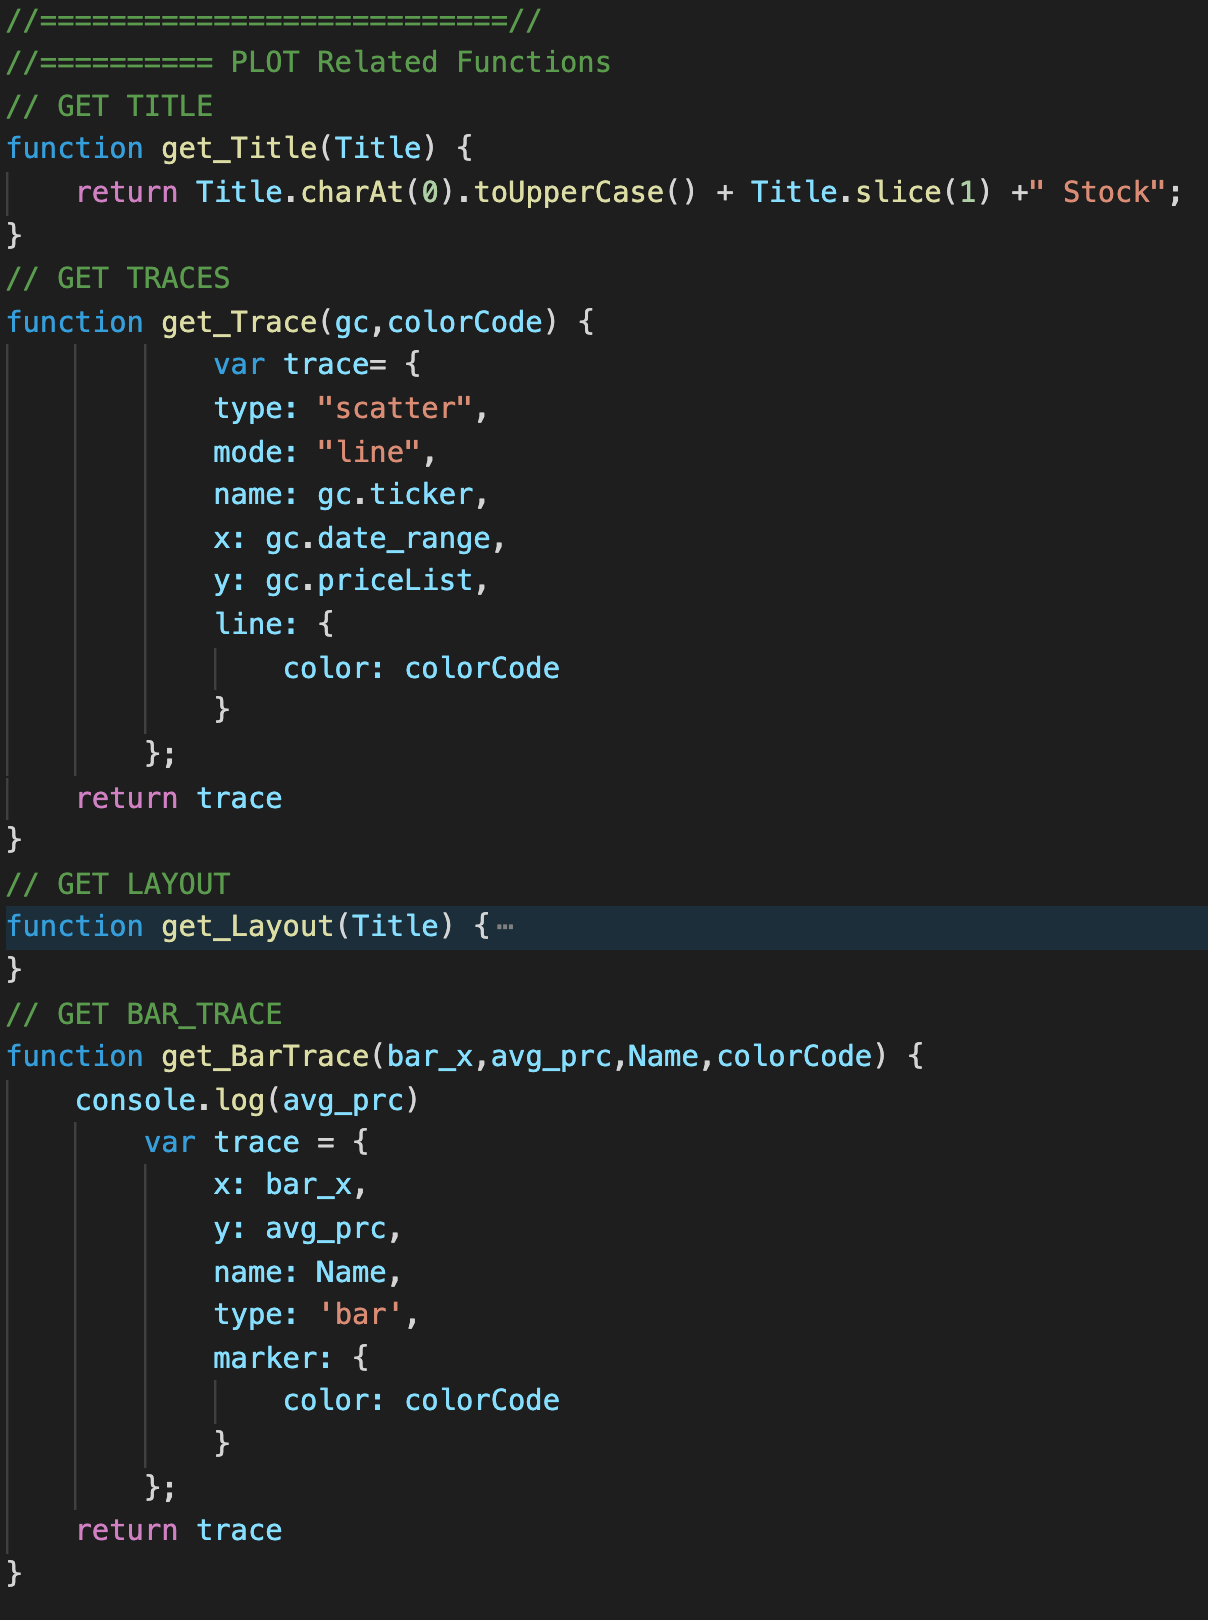 //===========================//
//========== PLOT Related Functions
// GET TITLE
function get_Title(Title) {
    return Title.charAt(0).toUpperCase() + Title.slice(1) +" Stock";
}
// GET TRACES
function get_Trace(gc,colorCode) {
            var trace= {
            type: "scatter",
            mode: "line",
            name: gc.ticker,
            x: gc.date_range,
            y: gc.priceList,
            line: {
                color: colorCode
            }
        };
    return trace
}
// GET LAYOUT
function get_Layout(Title) {⋯
}
// GET BAR_TRACE
function get_BarTrace(bar_x,avg_prc,Name,colorCode) {
    console.log(avg_prc)
        var trace = {
            x: bar_x,
            y: avg_prc,
            name: Name,
            type: 'bar',
            marker: {
                color: colorCode
            }
        };
    return trace
}